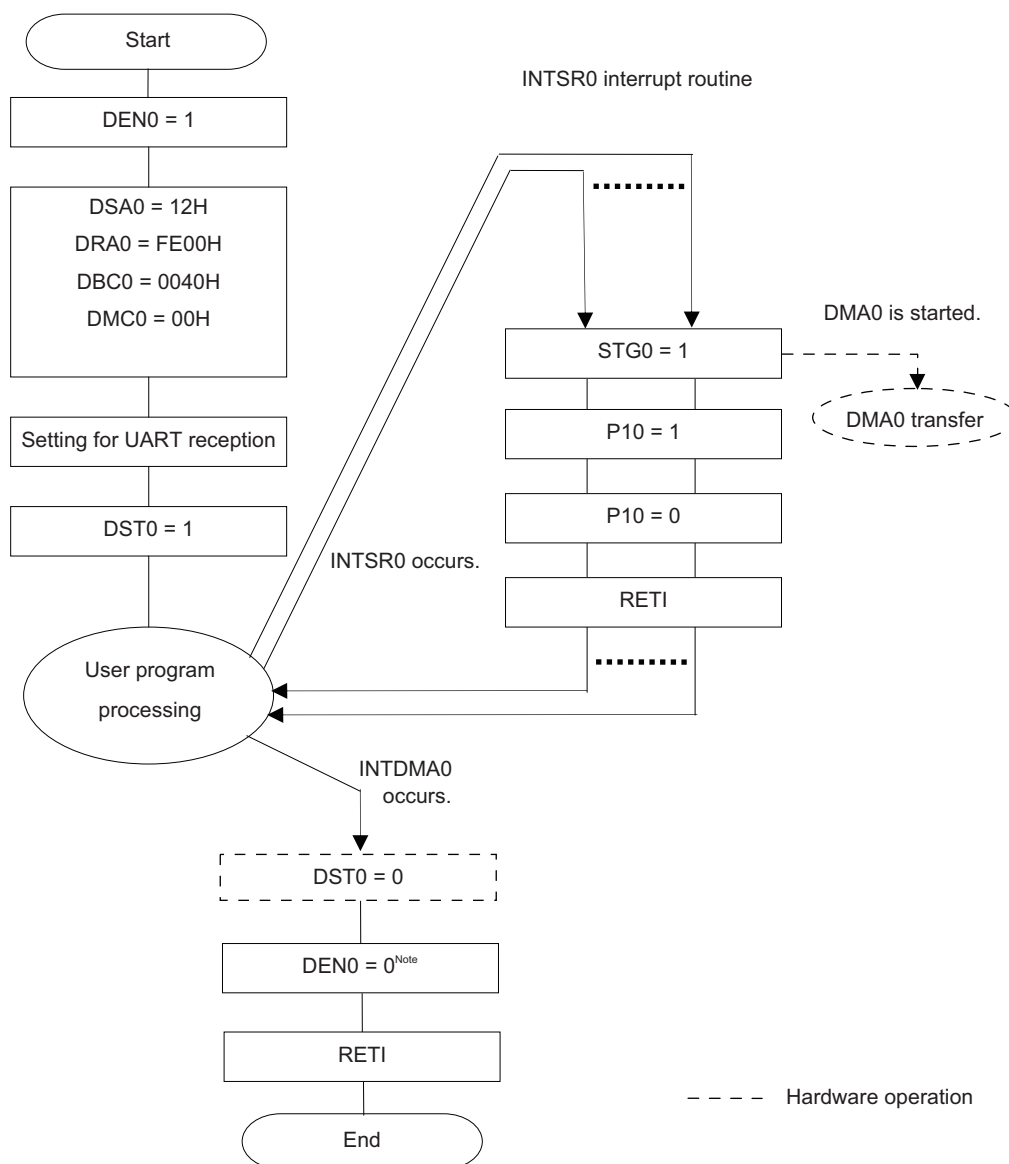 Start
DEN0 = 1
DSA0 = 12H
DRA0 = FE00H
DBC0 = 0040H
DMC0 = 00H
Setting for UART reception
DST0 = 1
User program
processing
INTSR0 occurs.
INTSR0 interrupt routine
STG0 = 1
DMA0 is started.
DMA0 transfer
P10 = 1
P10 = 0
RETI
INTDMA0
occurs.
DST0 = 0
DEN0 = 0Note
RETI
End
Hardware operation